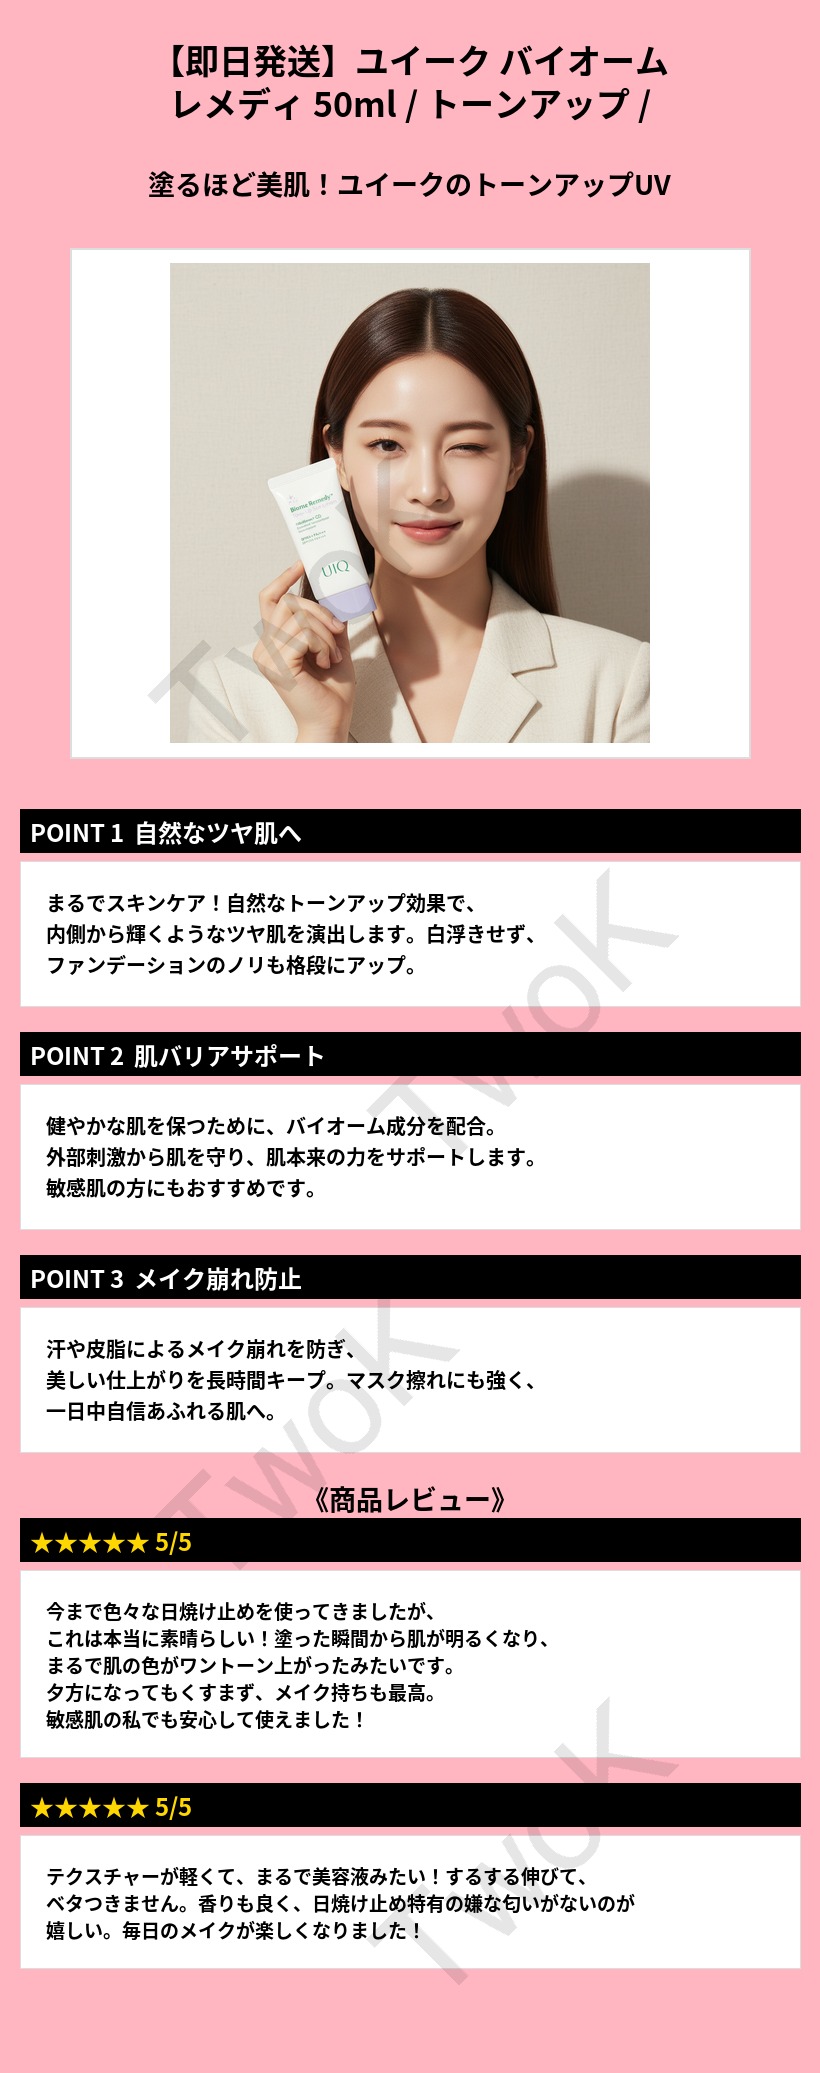 【即日発送】ユイーク バイオーム
レメディ 50ml / トーンアップ /
塗るほど美肌！ユイークのトーンアップUV
Biome Remedy
UIQ
POINT 1 自然なツヤ肌へ
まるでスキンケア！自然なトーンアップ効果で、
内側から輝くようなツヤ肌を演出します。白浮きせず、
ファンデーションのノリも格段にアップ。
POINT 2 肌バリアサポート
健やかな肌を保つために、バイオーム成分を配合。
外部刺激から肌を守り、肌本来の力をサポートします。
敏感肌の方にもおすすめです。
POINT 3 メイク崩れ防止
汗や皮脂によるメイク崩れを防ぎ、
美しい仕上がりを長時間キープ。マスク擦れにも強く、
一日中自信あふれる肌へ。
《商品レビュー》
★★★★★ 5/5
今まで色々な日焼け止めを使ってきましたが、
これは本当に素晴らしい！塗った瞬間から肌が明るくなり、
まるで肌の色がワントーン上がったみたいです。
夕方になってもくすまず、メイク持ちも最高。
敏感肌の私でも安心して使えました！
★★★★★ 5/5
テクスチャーが軽くて、まるで美容液みたい！するする伸びて、
ベタつきません。香りも良く、日焼け止め特有の嫌な匂いがないのが
嬉しい。毎日のメイクが楽しくなりました！
TwoK
TwoK
TwoK
TwoK